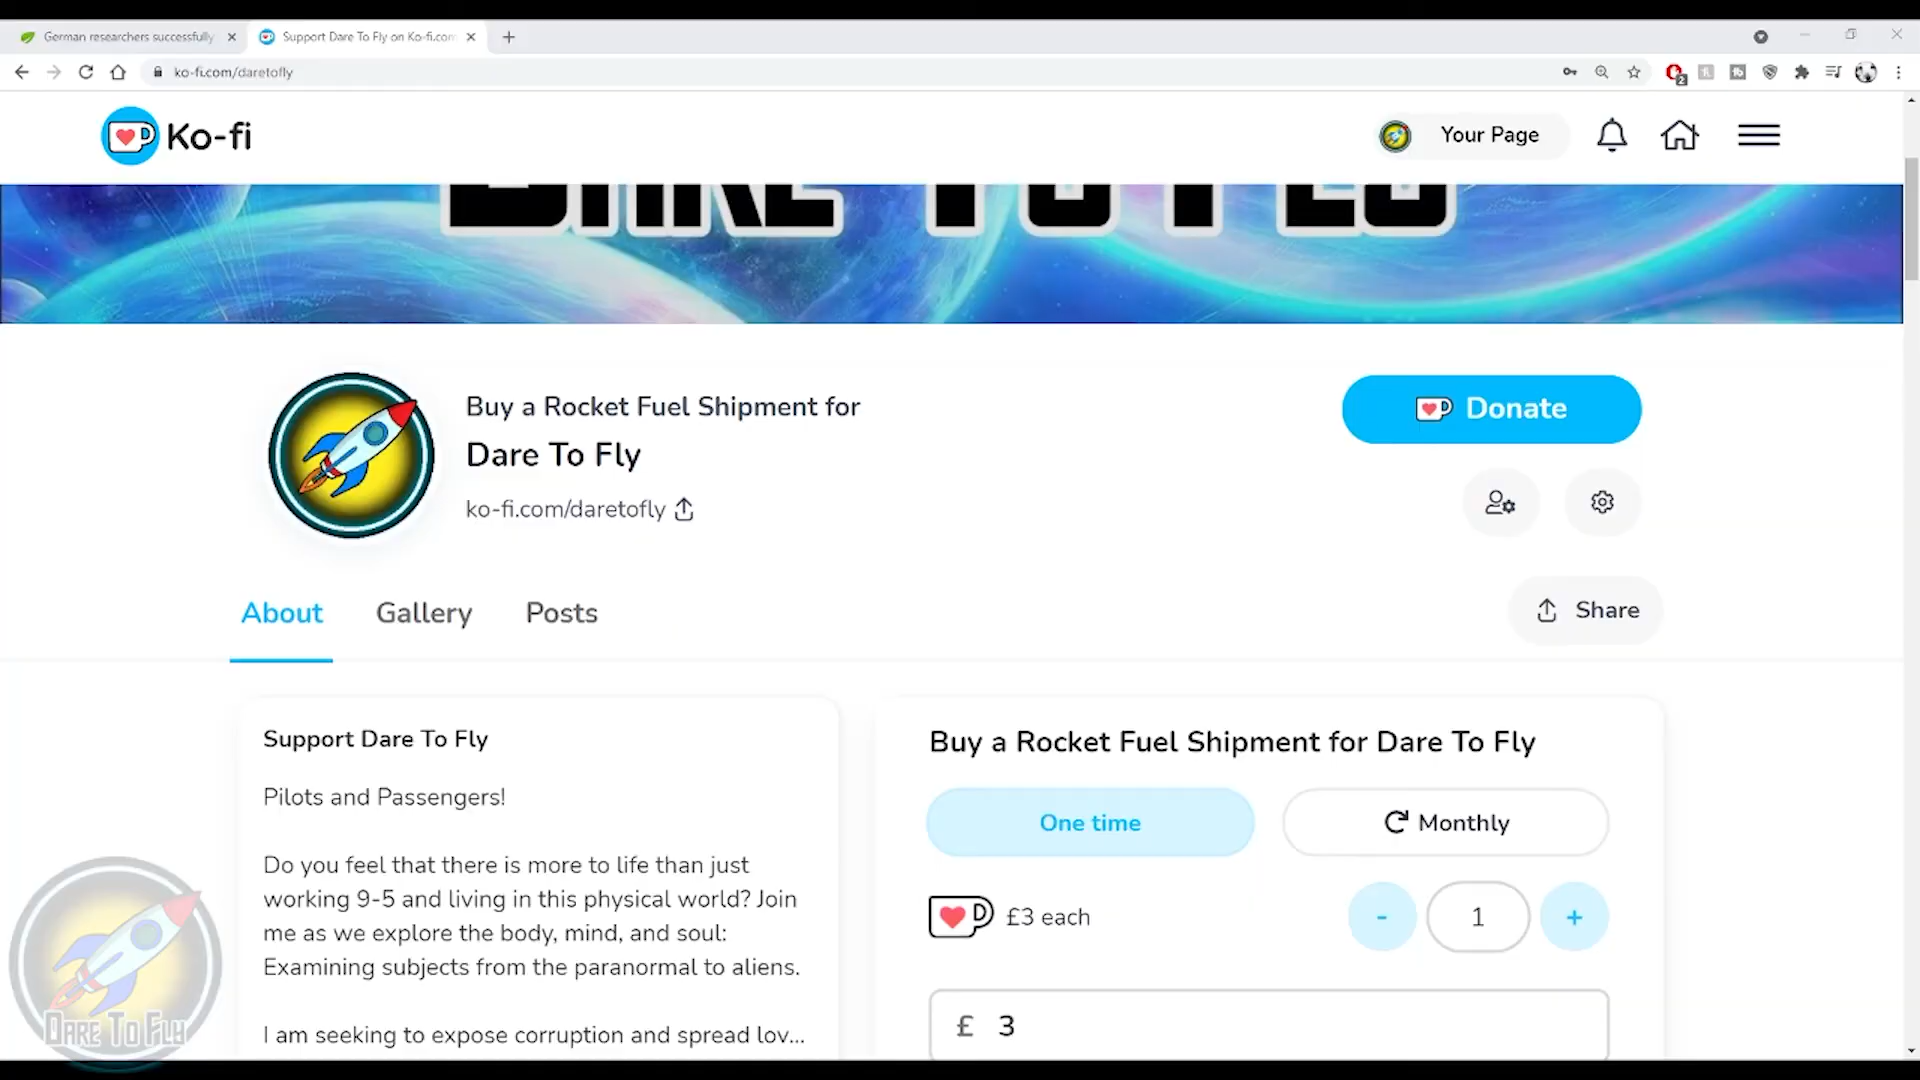 German researchers successfully
Support Dare To Fly on Ko-fi.com
ko-fi.com/daretofly
2
Ko-fi
Your Page
DARE TO FLY
Buy a Rocket Fuel Shipment for
Dare To Fly
Donate
ko-fi.com/daretofly
About
Gallery
Posts
Share
Support Dare To Fly
Pilots and Passengers!
Do you feel that there is more to life than just
working 9-5 and living in this physical world? Join
me as we explore the body, mind, and soul:
Examining subjects from the paranormal to aliens.
I am seeking to expose corruption and spread lov...
Buy a Rocket Fuel Shipment for Dare To Fly
One time
Monthly
£3 each
-
1
+
£ 3
DARE TO FLY